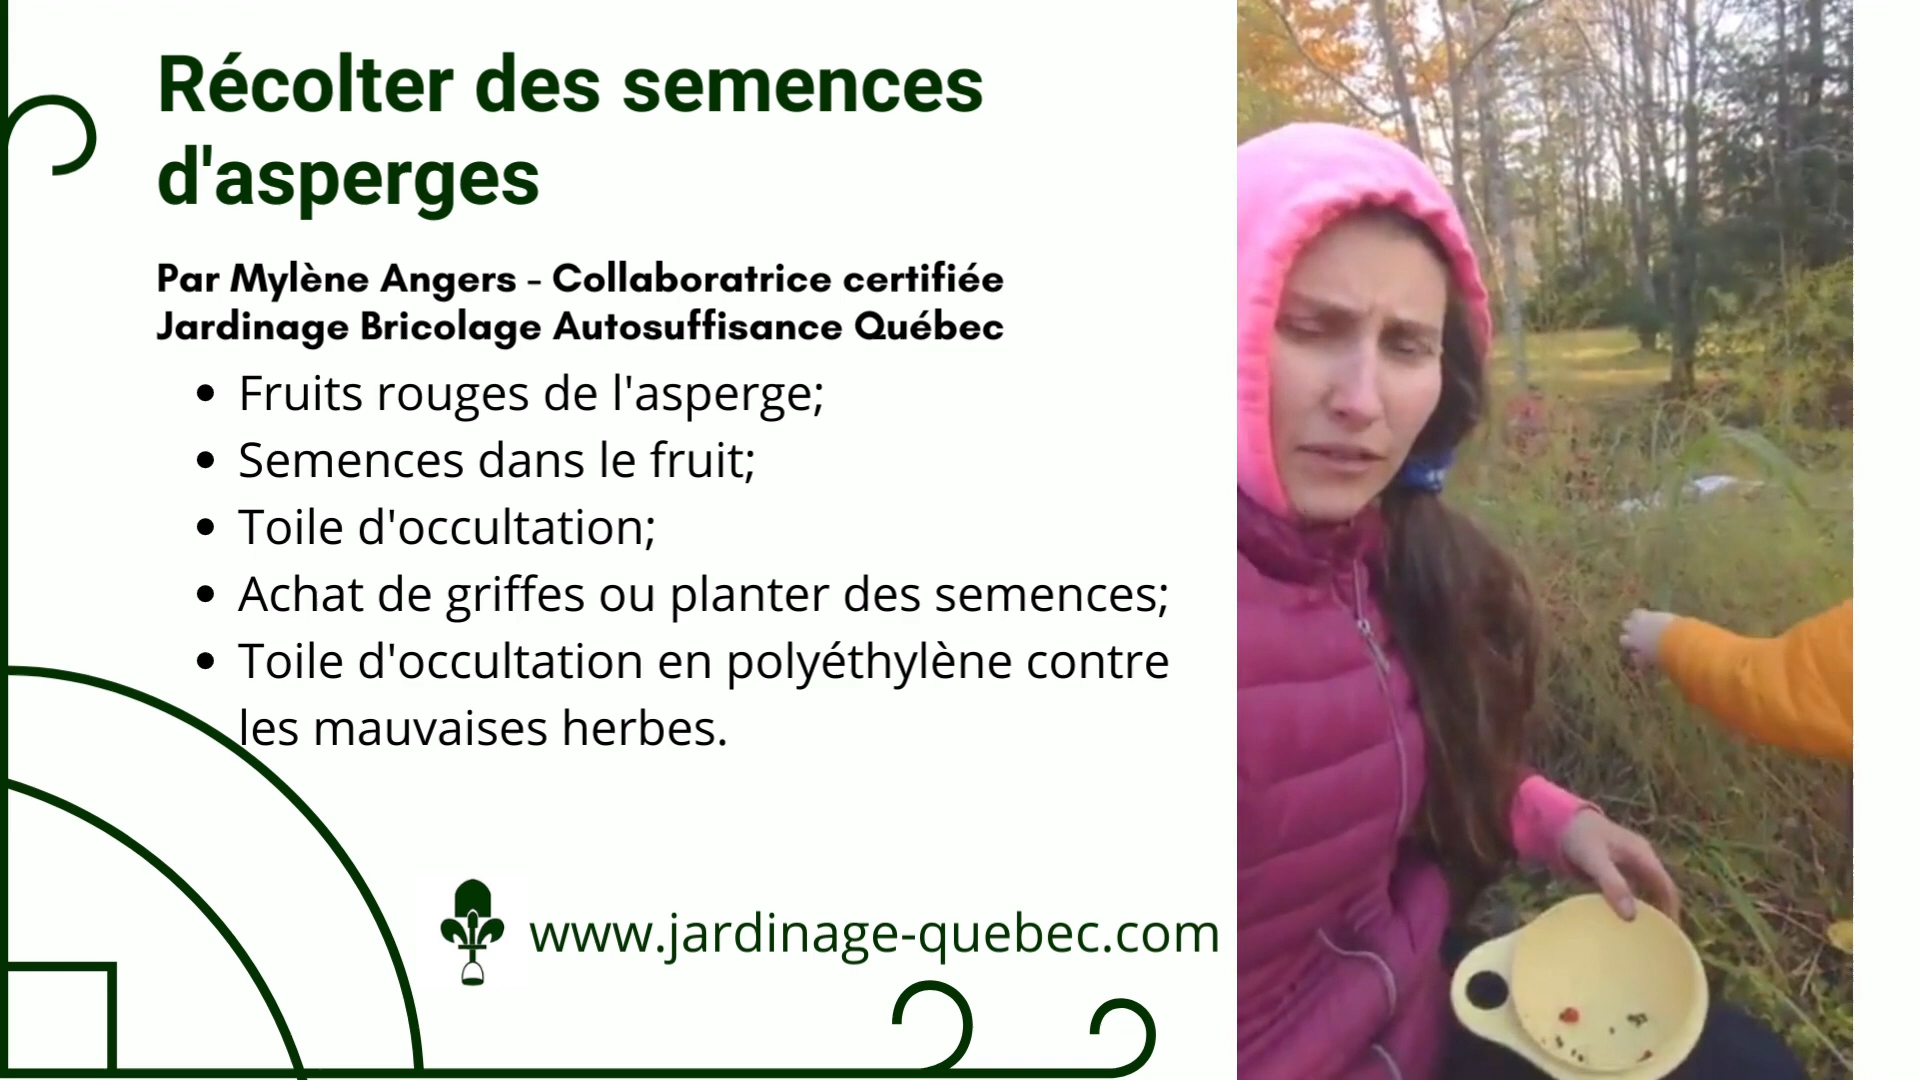 Récolter des semences
d'asperges
Par Mylène Angers - Collaboratrice certifiée
Jardinage Bricolage Autosuffisance Québec
• Fruits rouges de l'asperge;
• Semences dans le fruit;
• Toile d'occultation;
• Achat de griffes ou planter des semences;
• Toile d'occultation en polyéthylène contre
les mauvaises herbes.
www.jardinage-quebec.com